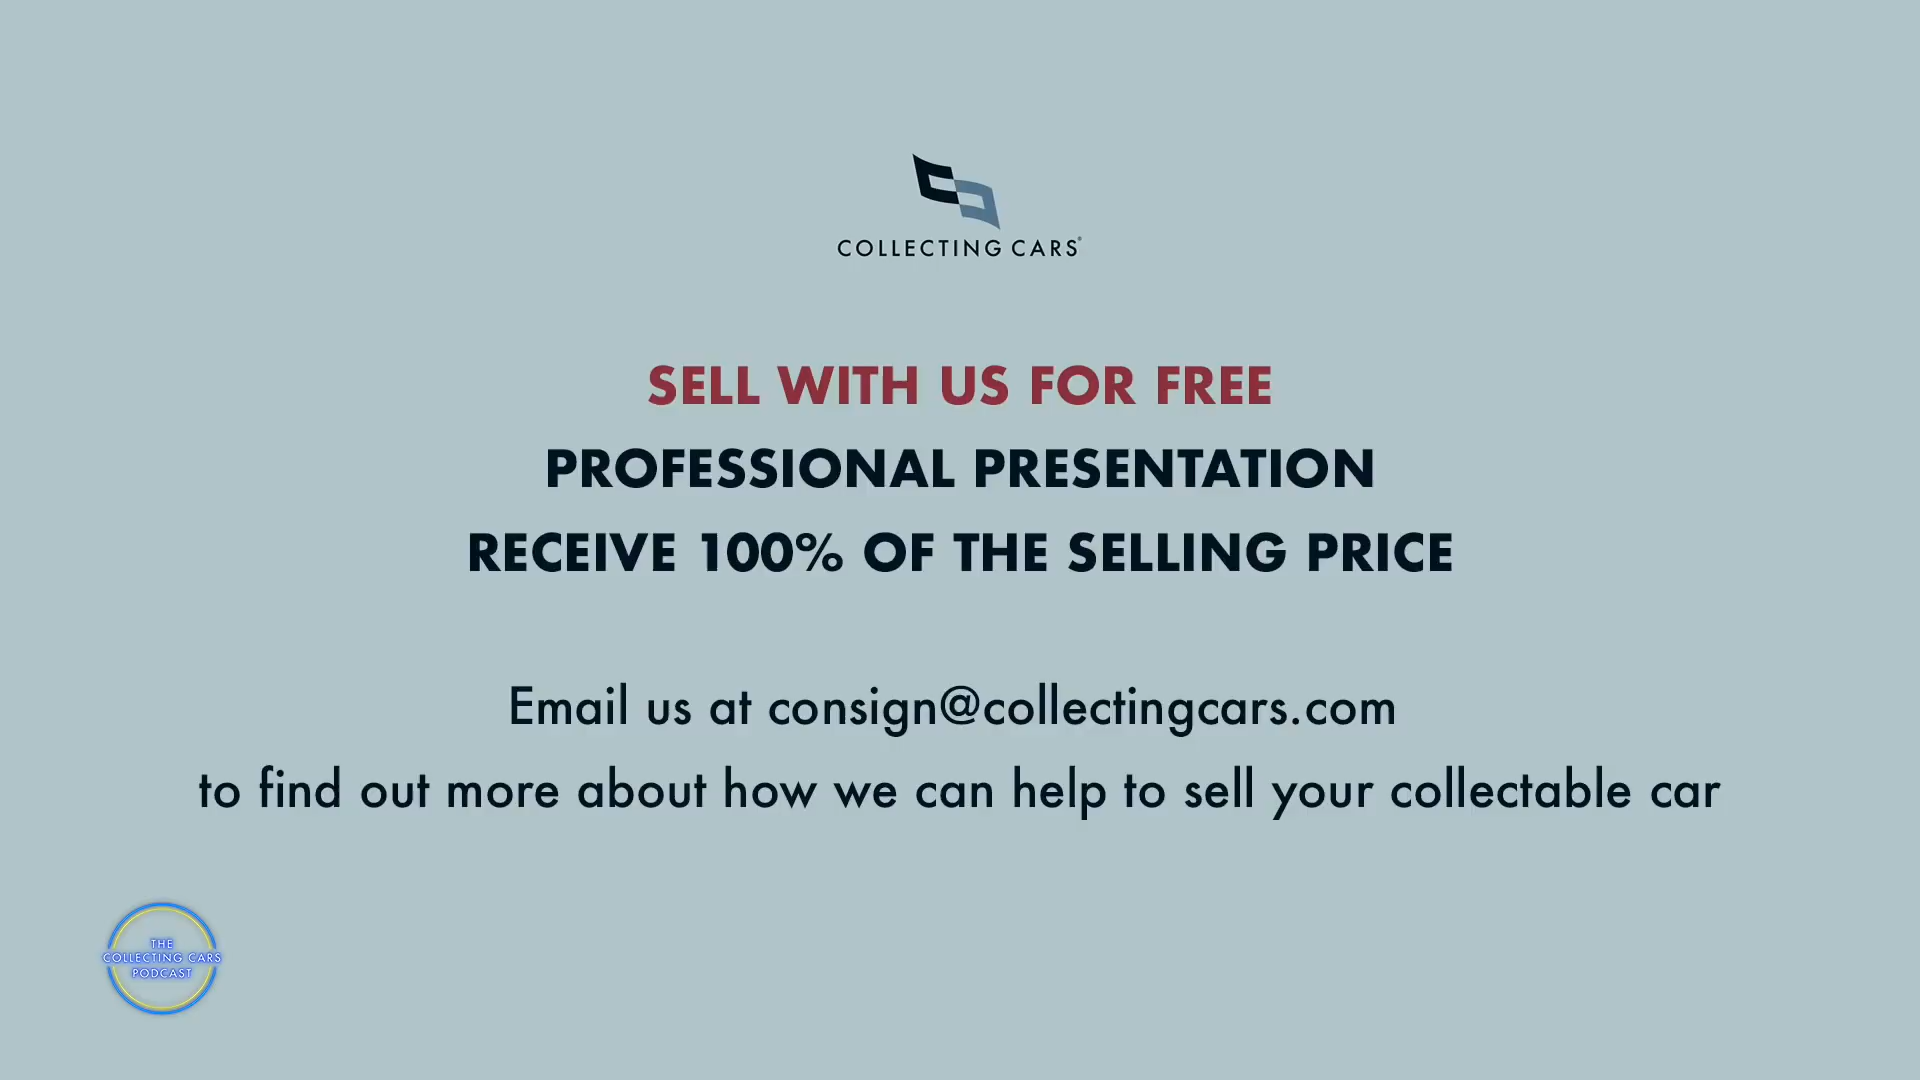 COLLECTING CARS®
SELL WITH US FOR FREE
PROFESSIONAL PRESENTATION
RECEIVE 100% OF THE SELLING PRICE
Email us at consign@collectingcars.com
to find out more about how we can help to sell your collectable car
THE
COLLECTING CARS
PODCAST